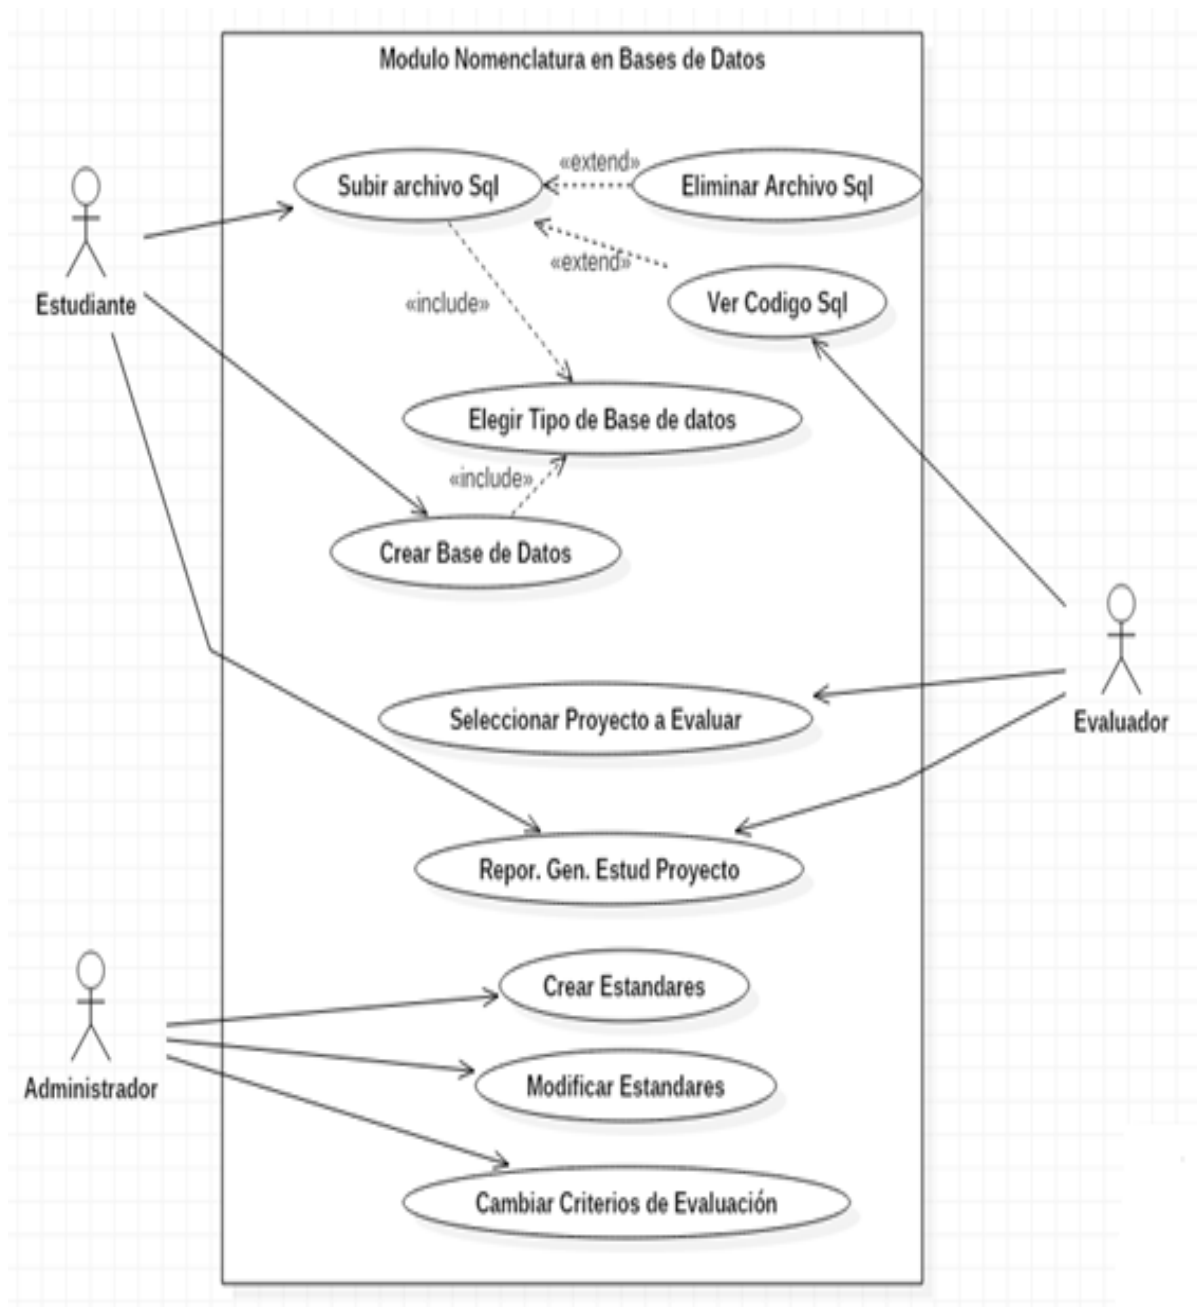 Modulo Nomenclatura en Bases de Datos
«extend»
Subir archivo Sql
Eliminar Archivo Sql
«extend»
Estudiante
«include»
Ver Codigo Sql
Elegir Tipo de Base de datos
«include»
Crear Base de Datos
Seleccionar Proyecto a Evaluar
Evaluador
Repor. Gen. Estud Proyecto
Crear Estandares
Administrador
Modificar Estandares
Cambiar Criterios de Evaluación